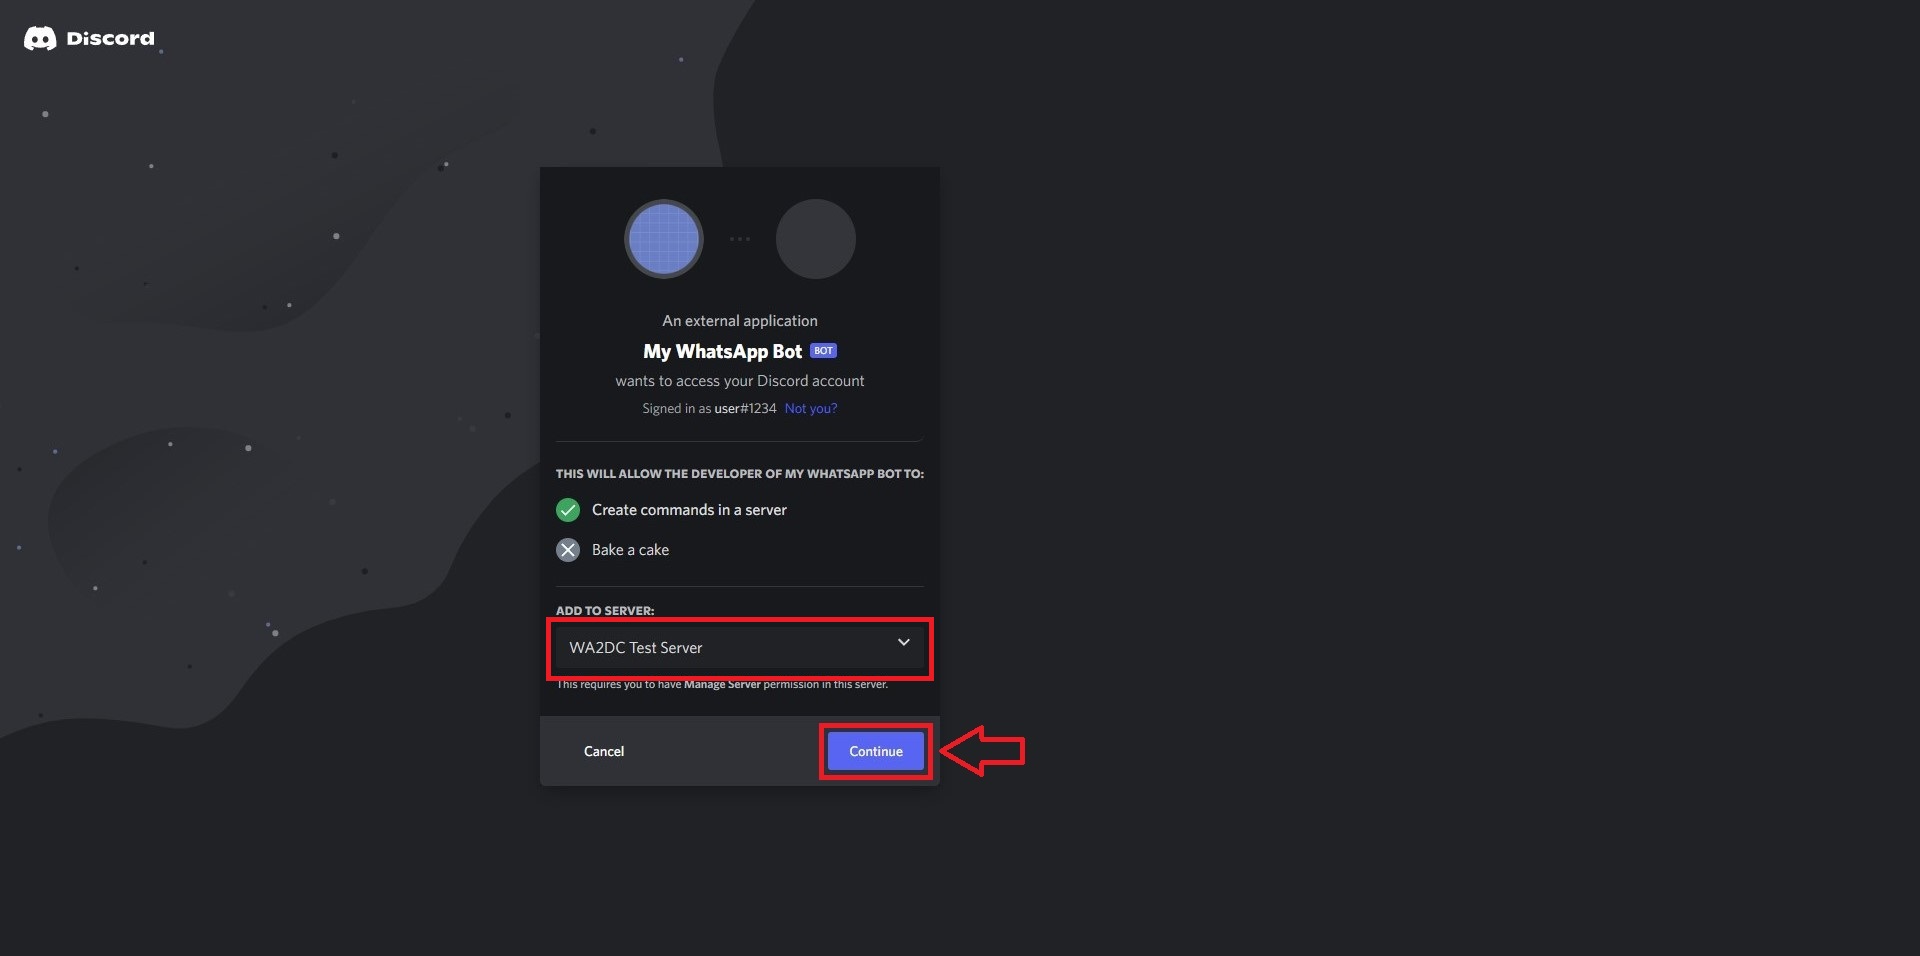 Discord
An external application
My WhatsApp Bot BOT
wants to access your Discord account
Signed in as user#1234 Not you?
THIS WILL ALLOW THE DEVELOPER OF MY WHATSAPP BOT TO:
Create commands in a server
Bake a cake
ADD TO SERVER:
WA2DC Test Server
This requires you to have Manage Server permission in this server.
Cancel
Continue